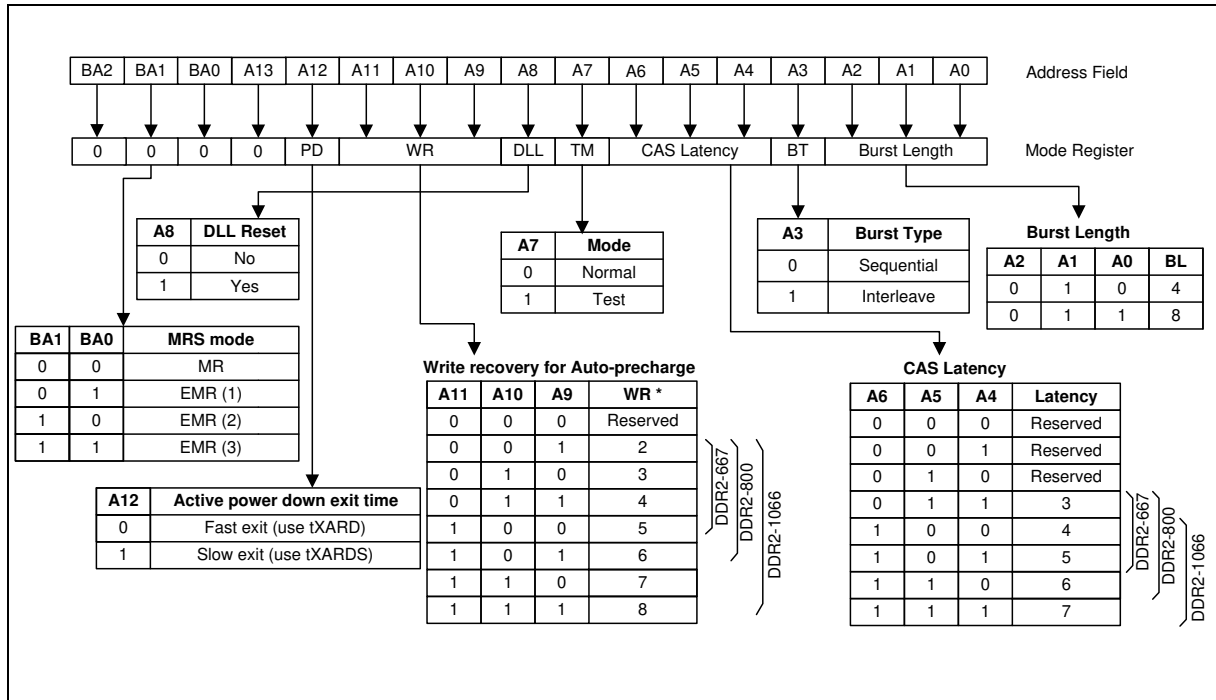 BA2 BA1 BA0 A13 A12 A11 A10 A9 A8 A7 A6 A5 A4 A3 A2 A1 A0 Address Field
0 0 0 0 PD WR DLL TM CAS Latency BT Burst Length Mode Register
A8 DLL Reset
0 No
1 Yes
A7 Mode
0 Normal
1 Test
A3 Burst Type
0 Sequential
1 Interleave
Burst Length
A2 A1 A0 BL
0 1 0 4
0 1 1 8
BA1 BA0 MRS mode
0 0 MR
0 1 EMR (1)
1 0 EMR (2)
1 1 EMR (3)
A12 Active power down exit time
0 Fast exit (use tXARD)
1 Slow exit (use tXARDS)
Write recovery for Auto-precharge
A11 A10 A9 WR *
0 0 0 Reserved
0 0 1 2
0 1 0 3
0 1 1 4
1 0 0 5
1 0 1 6
1 1 0 7
1 1 1 8
DDR2-667
DDR2-800
DDR2-1066
CAS Latency
A6 A5 A4 Latency
0 0 0 Reserved
0 0 1 Reserved
0 1 0 Reserved
0 1 1 3
1 0 0 4
1 0 1 5
1 1 0 6
1 1 1 7
DDR2-667
DDR2-800
DDR2-1066